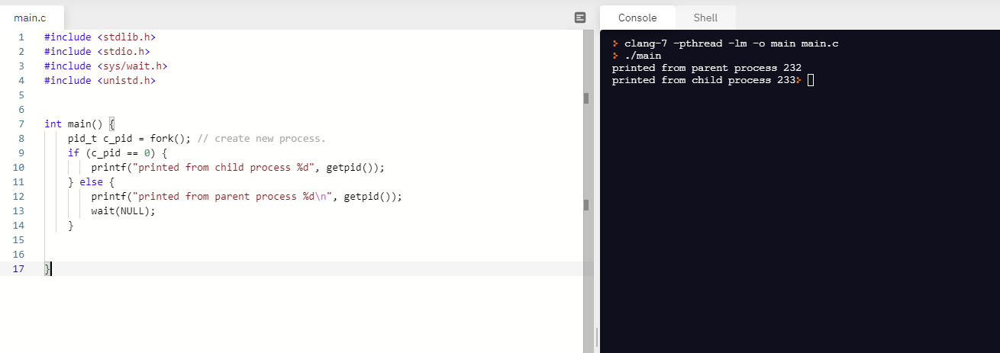 main.c
1 #include <stdlib.h>
2 #include <stdio.h>
3 #include <sys/wait.h>
4 #include <unistd.h>
5
6
7 int main() {
8 pid_t c_pid = fork(); // create new process.
9 if (c_pid == 0) {
10 printf("printed from child process %d", getpid());
11 } else {
12 printf("printed from parent process %d\n", getpid());
13 wait(NULL);
14 }
15
16
17 }
Console Shell
> clang-7 -pthread -lm -o main main.c
> ./main
printed from parent process 232
printed from child process 233>